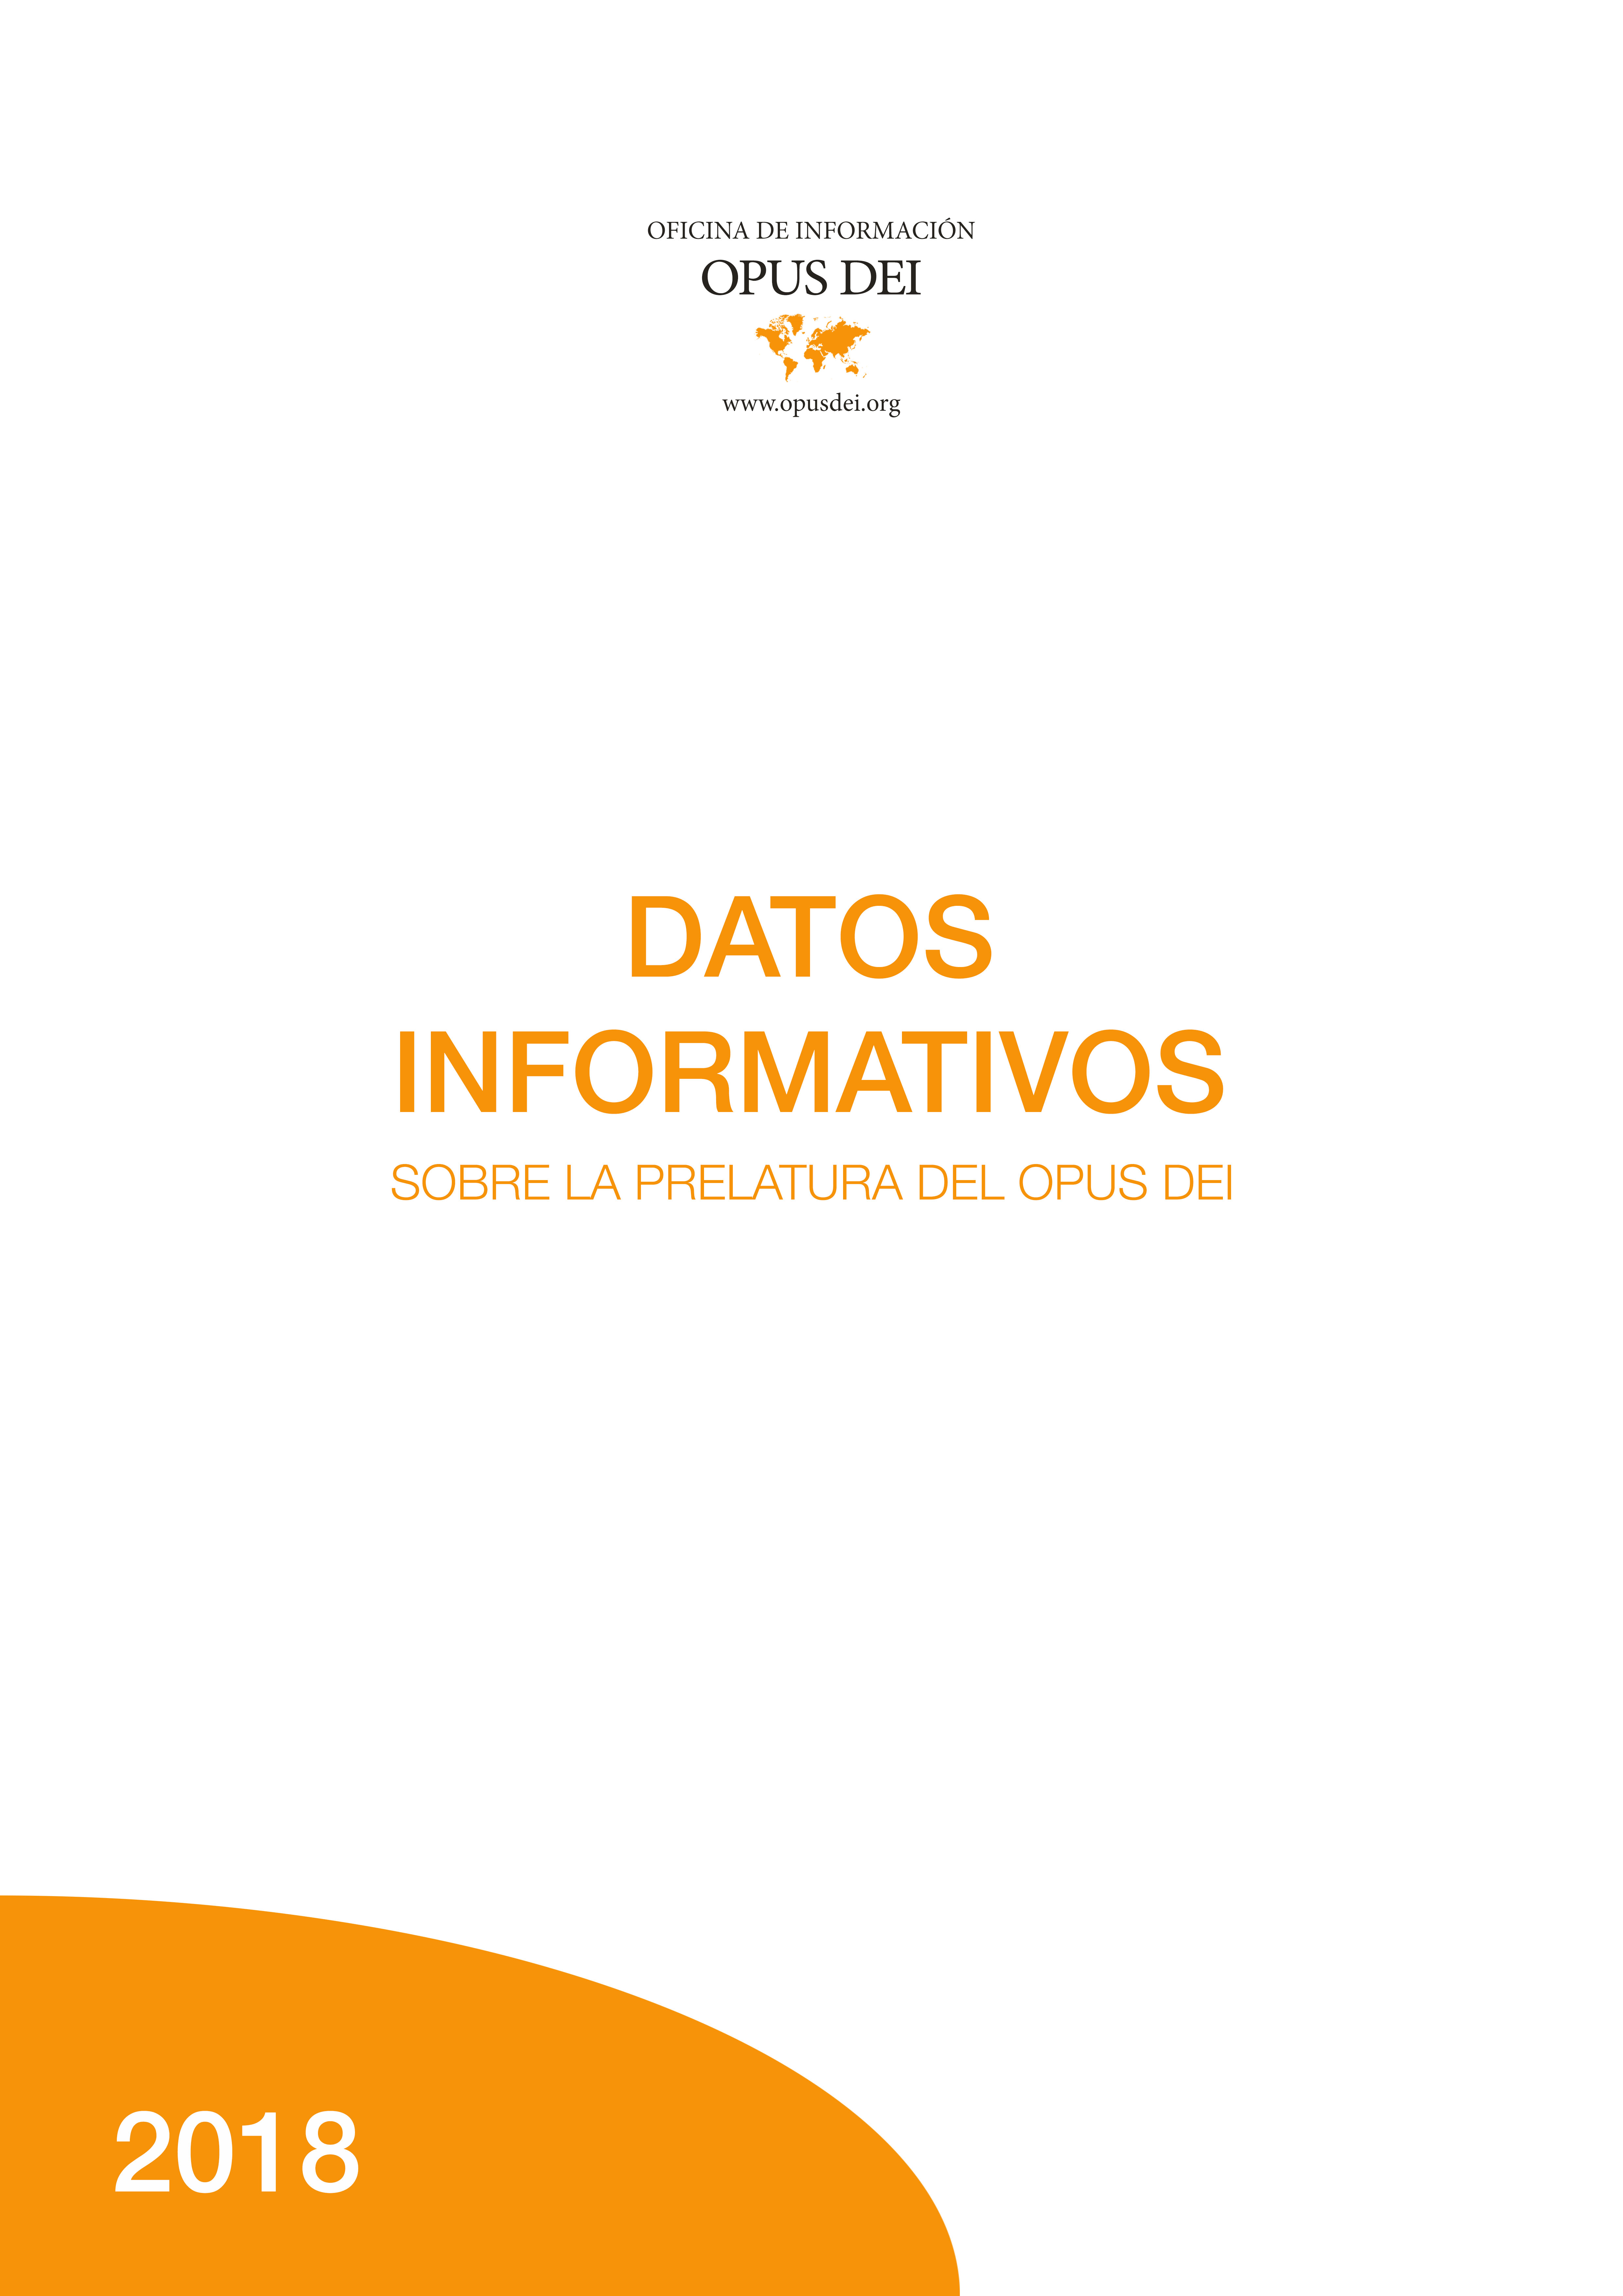 OFICINA DE INFORMACIÓN
OPUS DEI
www.opusdei.org
DATOS
INFORMATIVOS
SOBRE LA PRELATURA DEL OPUS DEI
2018